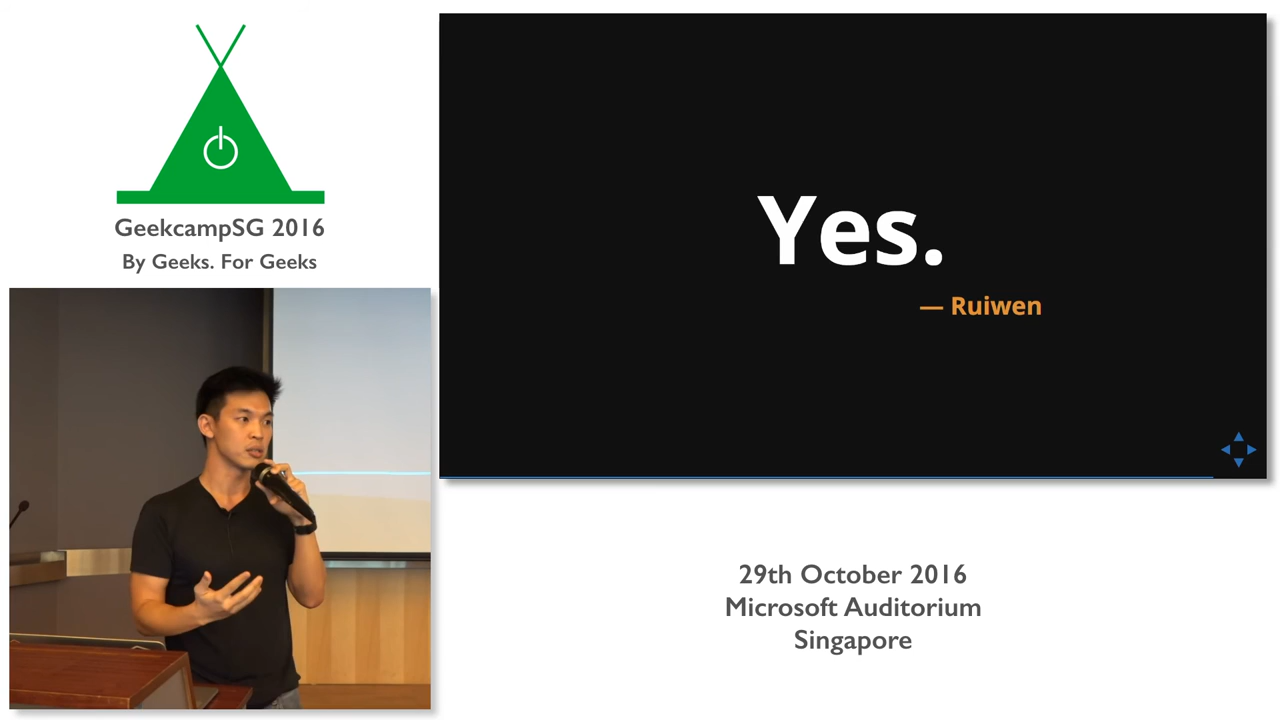 GeekcampSG 2016
By Geeks. For Geeks
Yes.
— Ruiwen
29th October 2016
Microsoft Auditorium
Singapore